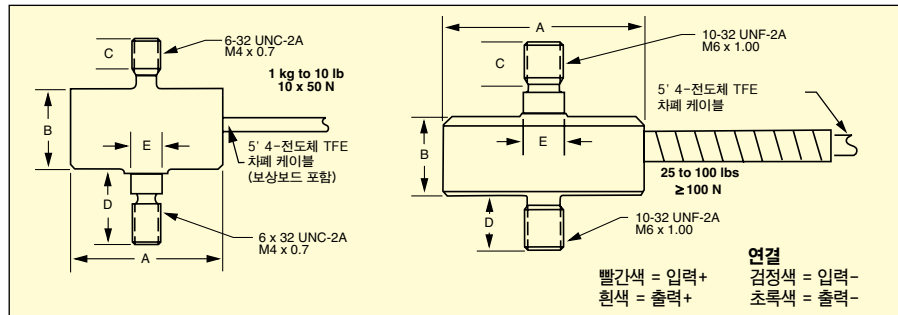 6-32 UNC-2A
M4 x 0.7
C
1 kg to 10 lb
10 x 50 N
B
E
5' 4-전도체 TFE
차폐 케이블
(보상보드 포함)
D
6 x 32 UNC-2A
M4 x 0.7
A
A
10-32 UNF-2A
M6 x 1.00
C
5' 4-전도체 TFE
차폐 케이블
B
E
25 to 100 lbs
≥100 N
D
10-32 UNF-2A
M6 x 1.00
연결
빨간색 = 입력+ 검정색 = 입력-
흰색 = 출력+ 초록색 = 출력-